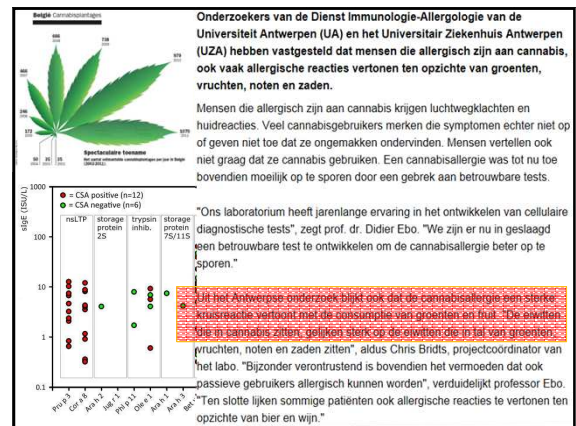 België Cannabisplantages
Spectaculaire toename
Onderzoekers van de Dienst Immunologie-Allergologie van de
Universiteit Antwerpen (UA) en het Universitair Ziekenhuis Antwerpen
(UZA) hebben vastgesteld dat mensen die allergisch zijn aan cannabis,
ook vaak allergische reacties vertonen ten opzichte van groenten,
vruchten, noten en zaden.
Mensen die allergisch zijn aan cannabis krijgen luchtwegklachten en
huidreacties. Veel cannabisgebruikers merken die symptomen echter niet op
of geven niet toe dat ze ongemakken ondervinden. Mensen vertellen ook
niet graag dat ze cannabis gebruiken. Een cannabisallergie was tot nu toe
bovendien moeilijk op te sporen door een gebrek aan betrouwbare tests.
"Ons laboratorium heeft jarenlange ervaring in het ontwikkelen van cellulaire
diagnostische tests", zegt prof. dr. Didier Ebo. "We zijn er nu in geslaagd
een betrouwbare test te ontwikkelen om de cannabisallergie beter op te
sporen."
Uit het Antwerpse onderzoek blijkt ook dat de cannabisallergie een sterke
kruisreactie vertoont met de consumptie van groenten en fruit. "De eiwitten
die in cannabis zitten, gelijken sterk op de eiwitten die in tal van groenten,
vruchten, noten en zaden zitten", aldus Chris Bridts, projectcoördinator van
het labo. "Bijzonder verontrustend is bovendien het vermoeden dat ook
passieve gebruikers allergisch kunnen worden", verduidelijkt professor Ebo.
"Ten slotte lijken sommige patiënten ook allergische reacties te vertonen ten
opzichte van bier en wijn."
sIgE (ISU/L)
1000
100
10
1
0.1
= CSA positive (n=12)
= CSA negative (n=6)
nsLTP
storage protein 2S
trypsin inhib.
storage protein 7S/11S
Pru p 3
Cor a 8
Ara h 2
Jug r 1
Phl p 11
Ole e 1
Ara h 1
Ara h 3